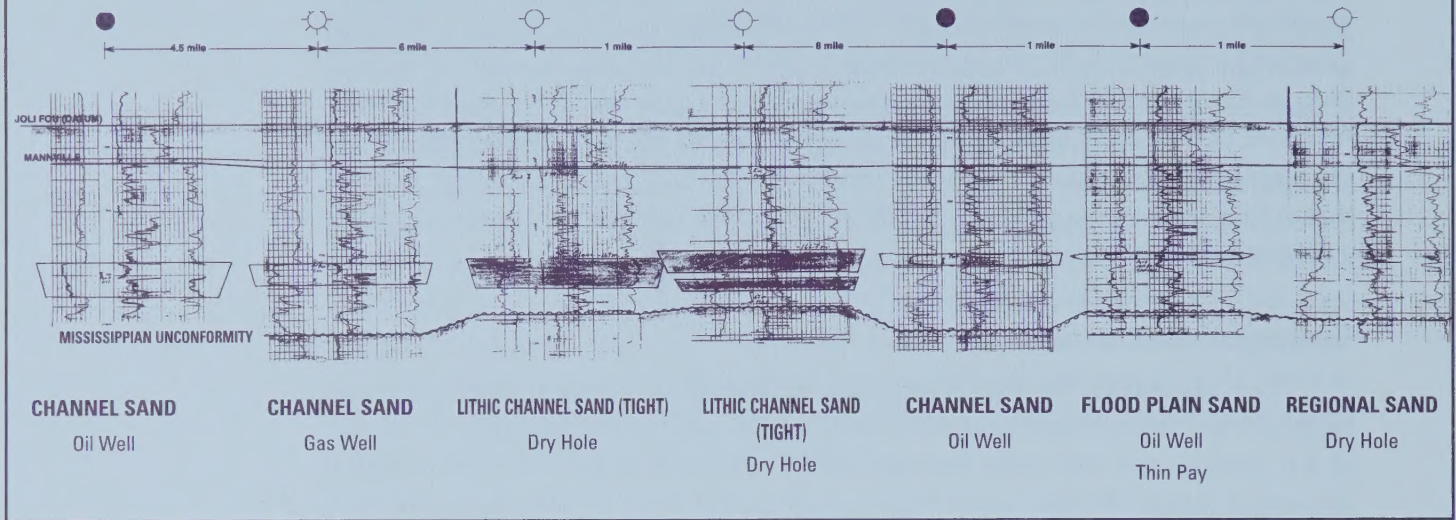 4.5 mile
6 mile
1 mile
8 mile
1 mile
1 mile
JOLI FOU (DATUM)
MANNVILLE
MISSISSIPPIAN UNCONFORMITY
CHANNEL SAND
Oil Well
CHANNEL SAND
Gas Well
LITHIC CHANNEL SAND (TIGHT)
Dry Hole
LITHIC CHANNEL SAND
(TIGHT)
Dry Hole
CHANNEL SAND
Oil Well
FLOOD PLAIN SAND
Oil Well
Thin Pay
REGIONAL SAND
Dry Hole